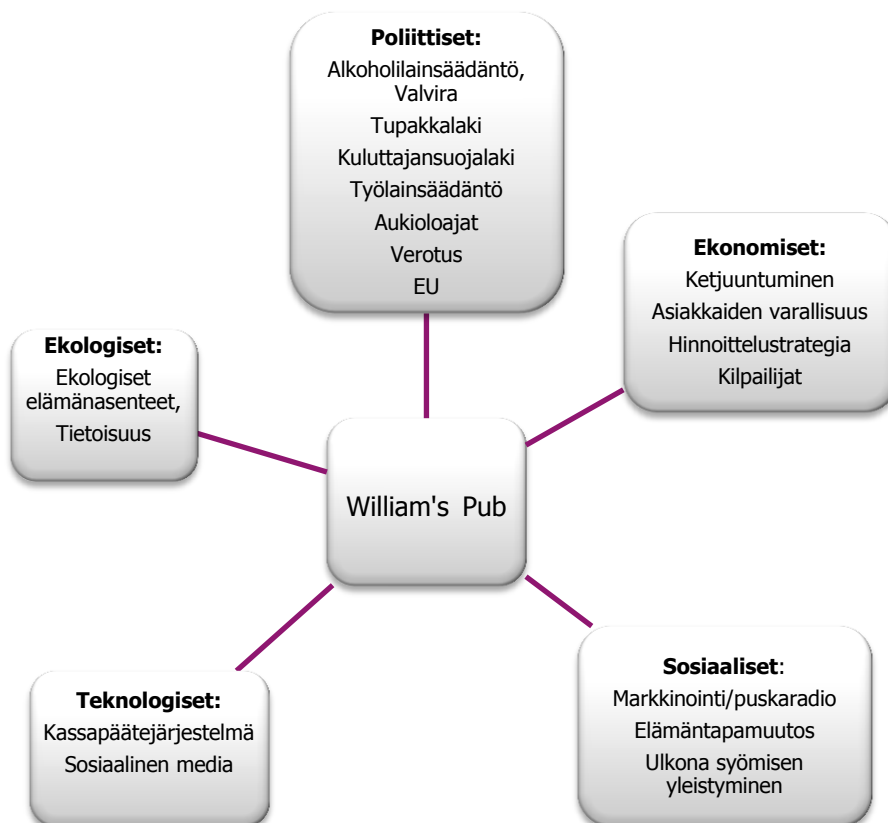 Poliittiset:
Alkoholilainsäädäntö,
Valvira
Tupakkalaki
Kuluttajansuojalaki
Työlainsäädäntö
Aukioloajat
Verotus
EU
Ekonomiset:
Ketjuuntuminen
Asiakkaiden varallisuus
Hinnoittelustrategia
Kilpailijat
Ekologiset:
Ekologiset
elämänasenteet,
Tietoisuus
William's Pub
Teknologiset:
Kassapäätejärjestelmä
Sosiaalinen media
Sosiaaliset:
Markkinointi/puskaradio
Elämäntapamuutos
Ulkona syömisen
yleistyminen